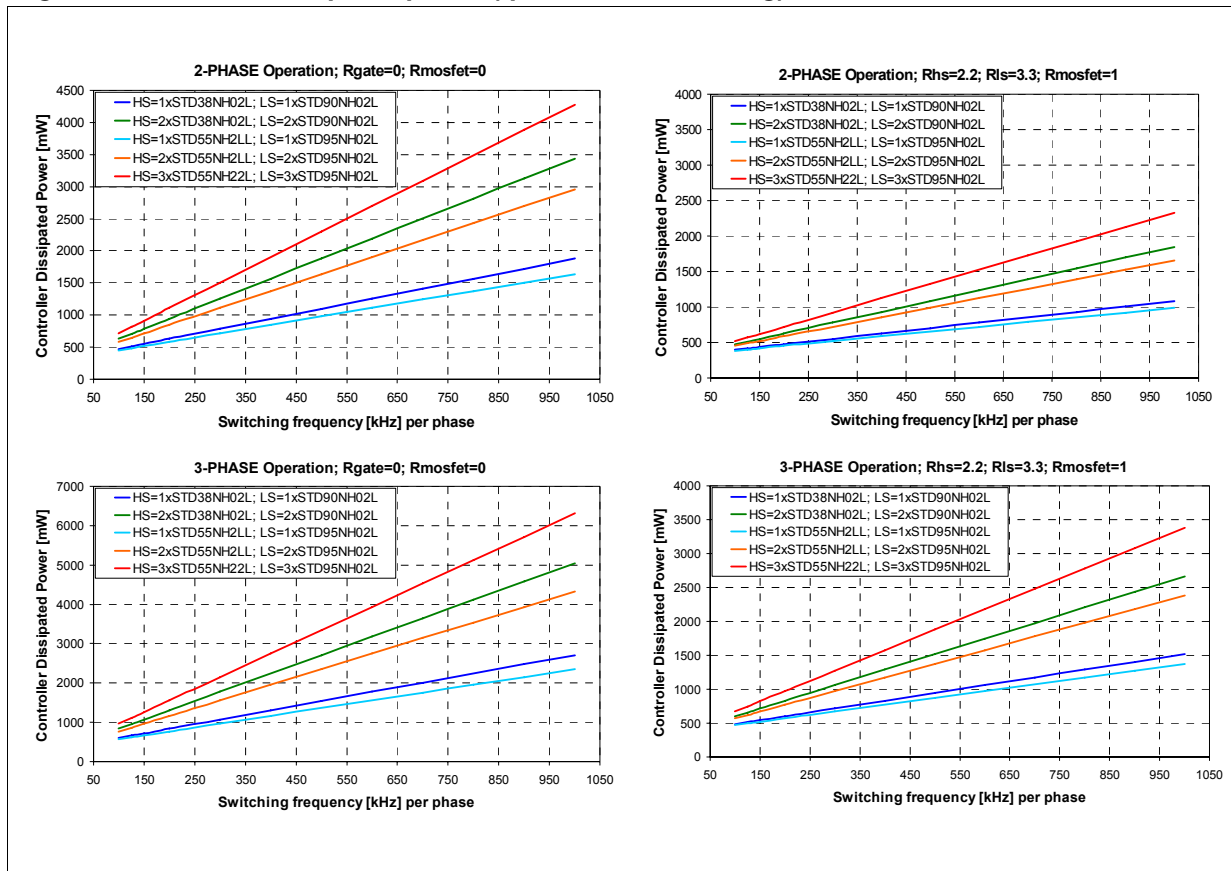 2-PHASE Operation; Rgate=0; Rmosfet=0
HS=1xSTD38NH02L; LS=1xSTD90NH02L
HS=2xSTD38NH02L; LS=2xSTD90NH02L
HS=1xSTD55NH2LL; LS=1xSTD95NH02L
HS=2xSTD55NH2LL; LS=2xSTD95NH02L
HS=3xSTD55NH22L; LS=3xSTD95NH02L
Controller Dissipated Power [mW]
4500
4000
3500
3000
2500
2000
1500
1000
500
0
50 150 250 350 450 550 650 750 850 950 1050
Switching frequency [kHz] per phase
2-PHASE Operation; Rhs=2.2; Rls=3.3; Rmosfet=1
HS=1xSTD38NH02L; LS=1xSTD90NH02L
HS=2xSTD38NH02L; LS=2xSTD90NH02L
HS=1xSTD55NH2LL; LS=1xSTD95NH02L
HS=2xSTD55NH2LL; LS=2xSTD95NH02L
HS=3xSTD55NH22L; LS=3xSTD95NH02L
Controller Dissipated Power [mW]
4000
3500
3000
2500
2000
1500
1000
500
0
50 150 250 350 450 550 650 750 850 950 1050
Switching frequency [kHz] per phase
3-PHASE Operation; Rgate=0; Rmosfet=0
HS=1xSTD38NH02L; LS=1xSTD90NH02L
HS=2xSTD38NH02L; LS=2xSTD90NH02L
HS=1xSTD55NH2LL; LS=1xSTD95NH02L
HS=2xSTD55NH2LL; LS=2xSTD95NH02L
HS=3xSTD55NH22L; LS=3xSTD95NH02L
Controller Dissipated Power [mW]
7000
6000
5000
4000
3000
2000
1000
0
50 150 250 350 450 550 650 750 850 950 1050
Switching frequency [kHz] per phase
3-PHASE Operation; Rhs=2.2; Rls=3.3; Rmosfet=1
HS=1xSTD38NH02L; LS=1xSTD90NH02L
HS=2xSTD38NH02L; LS=2xSTD90NH02L
HS=1xSTD55NH2LL; LS=1xSTD95NH02L
HS=2xSTD55NH2LL; LS=2xSTD95NH02L
HS=3xSTD55NH22L; LS=3xSTD95NH02L
Controller Dissipated Power [mW]
4000
3500
3000
2500
2000
1500
1000
500
0
50 150 250 350 450 550 650 750 850 950 1050
Switching frequency [kHz] per phase